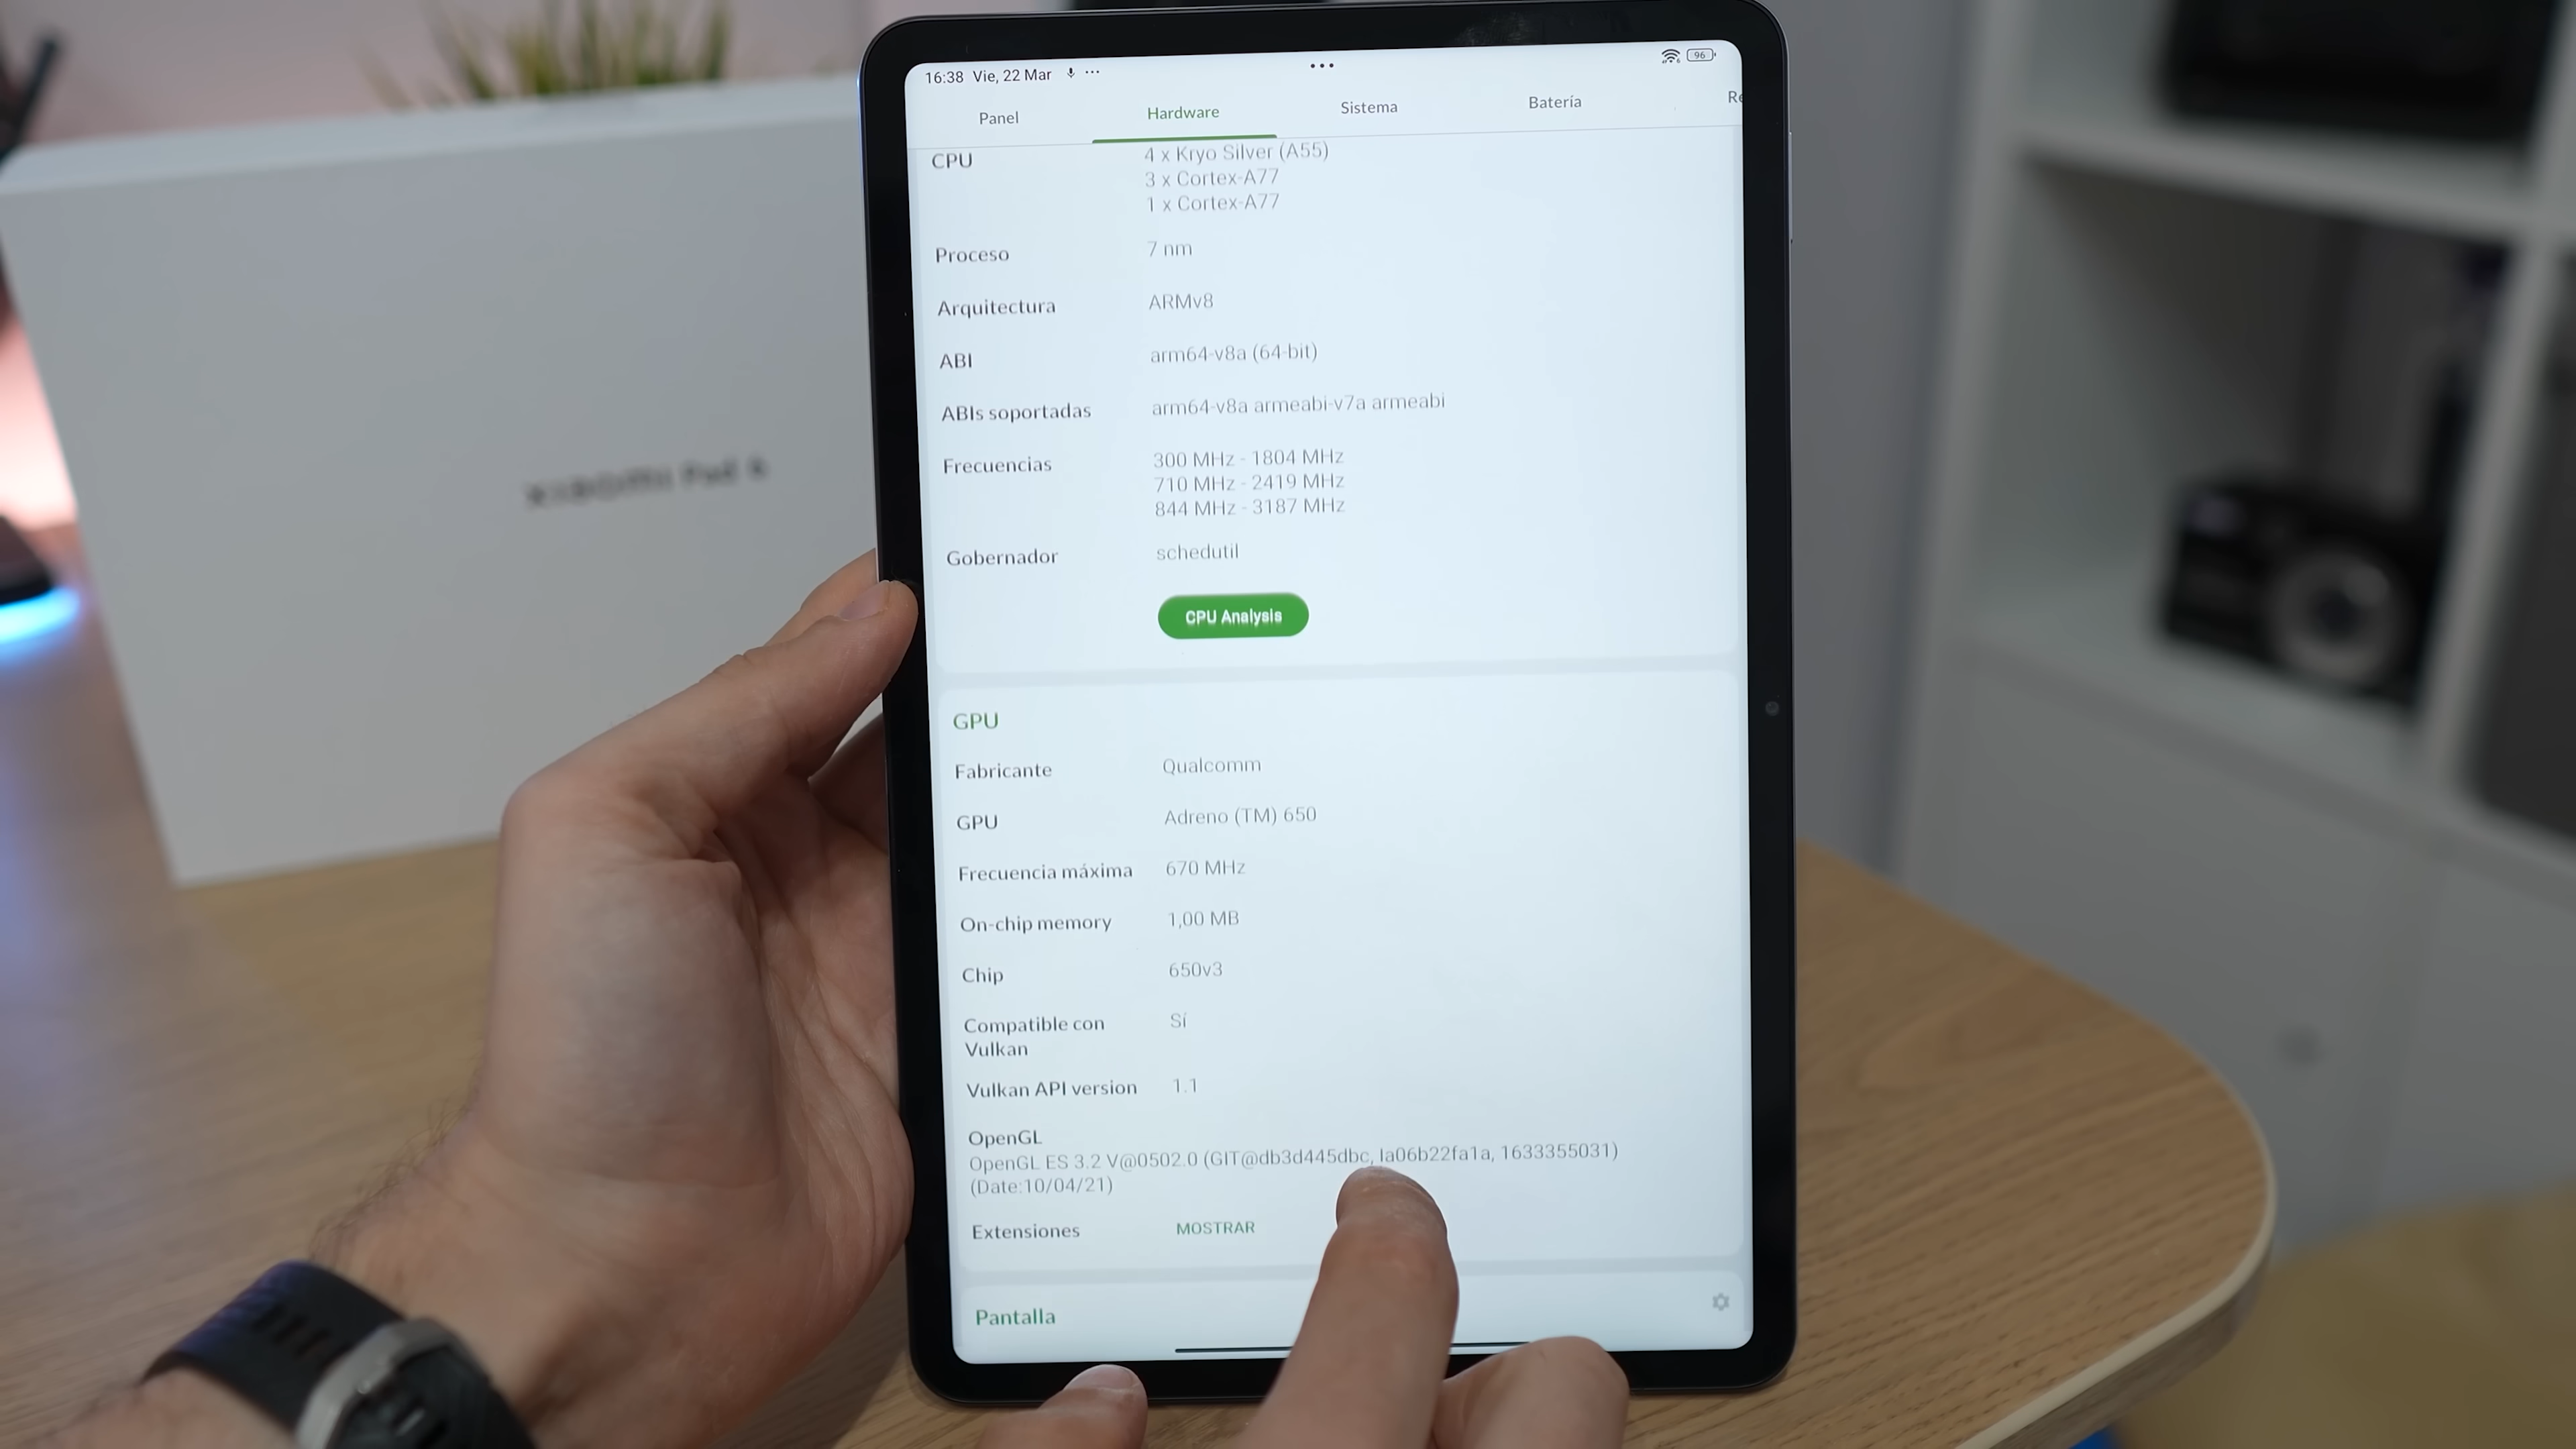 16:38 Vie, 22 Mar
96
Panel
Hardware
Sistema
Batería
Re
CPU
4 x Kryo Silver (A55)
3 x Cortex-A77
1 x Cortex-A77
Proceso
7 nm
Arquitectura
ARMv8
ABI
arm64-v8a (64-bit)
ABIs soportadas
arm64-v8a armeabi-v7a armeabi
Frecuencias
300 MHz - 1804 MHz
710 MHz - 2419 MHz
844 MHz - 3187 MHz
Gobernador
schedutil
CPU Analysis
GPU
Fabricante
Qualcomm
GPU
Adreno (TM) 650
Frecuencia máxima
670 MHz
On-chip memory
1,00 MB
Chip
650v3
Compatible con
Vulkan
Sí
Vulkan API version
1.1
OpenGL
OpenGL ES 3.2 V@0502.0 (GIT@db3d445dbc, Ia06b22fa1a, 1633355031)
(Date:10/04/21)
Extensiones
MOSTRAR
Pantalla
XIAOMI Pad 6